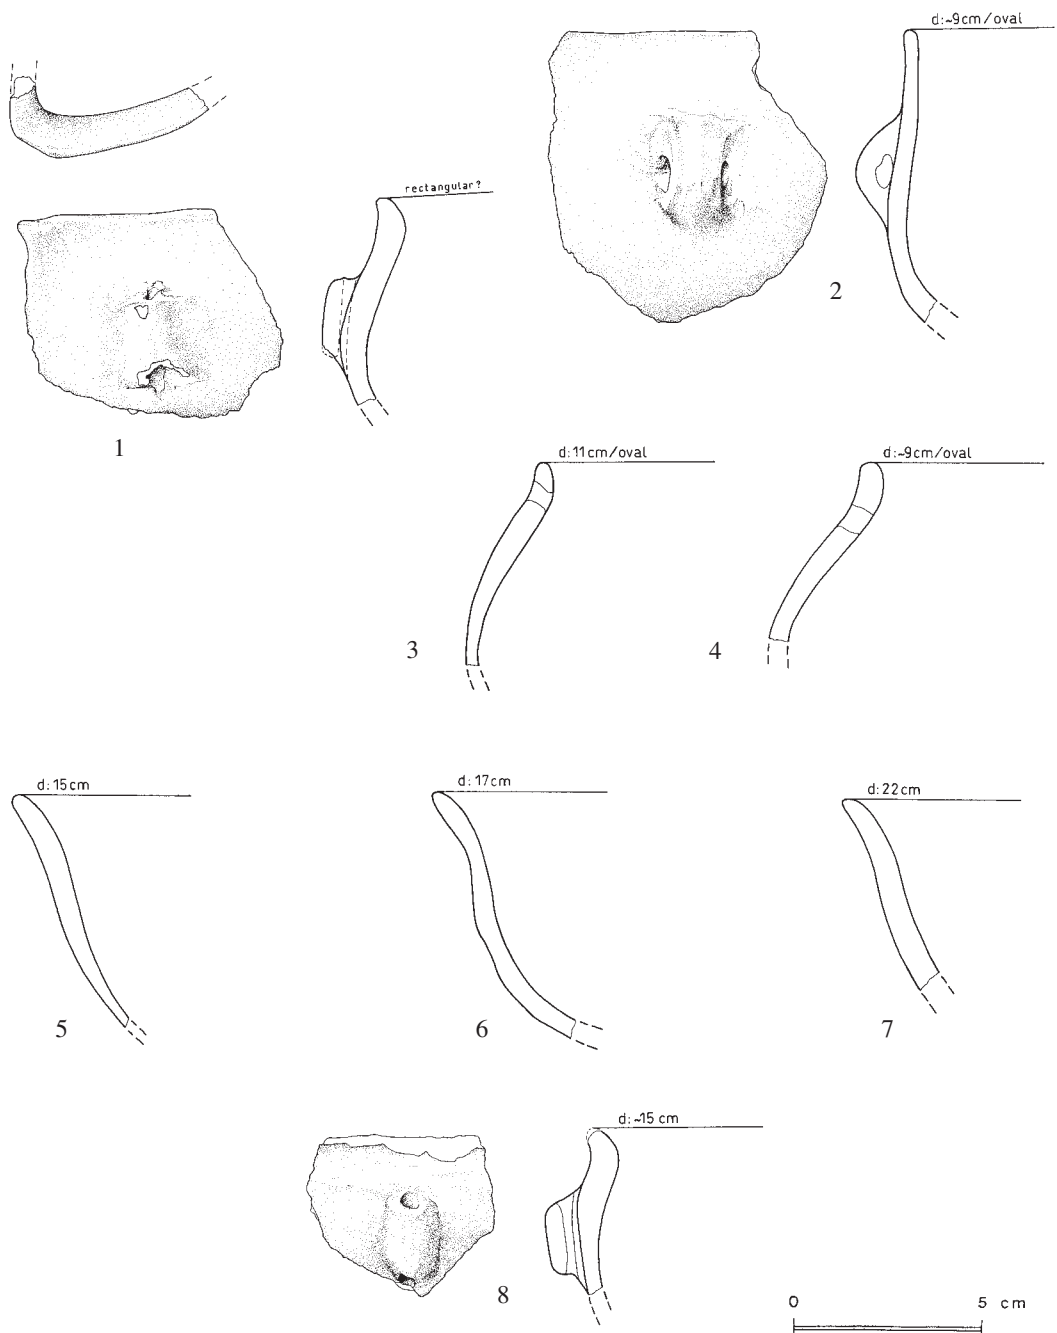 d:~9cm/oval
rectangular?
2
1
d:11cm/oval
d:~9cm/oval
3
4
d:15cm
d:17cm
d:22cm
5
6
7
d:~15cm
8
0 5 cm